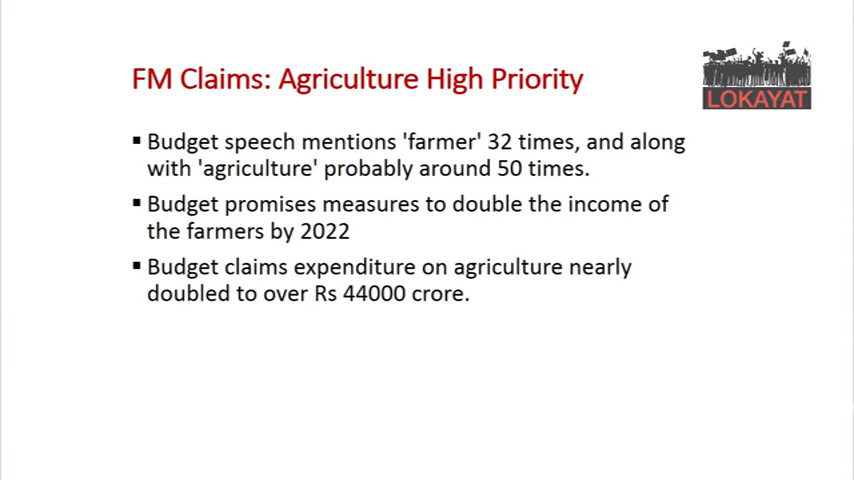 FM Claims: Agriculture High Priority
LOKAYAT
▪ Budget speech mentions 'farmer' 32 times, and along
with 'agriculture' probably around 50 times.
▪ Budget promises measures to double the income of
the farmers by 2022
▪ Budget claims expenditure on agriculture nearly
doubled to over Rs 44000 crore.